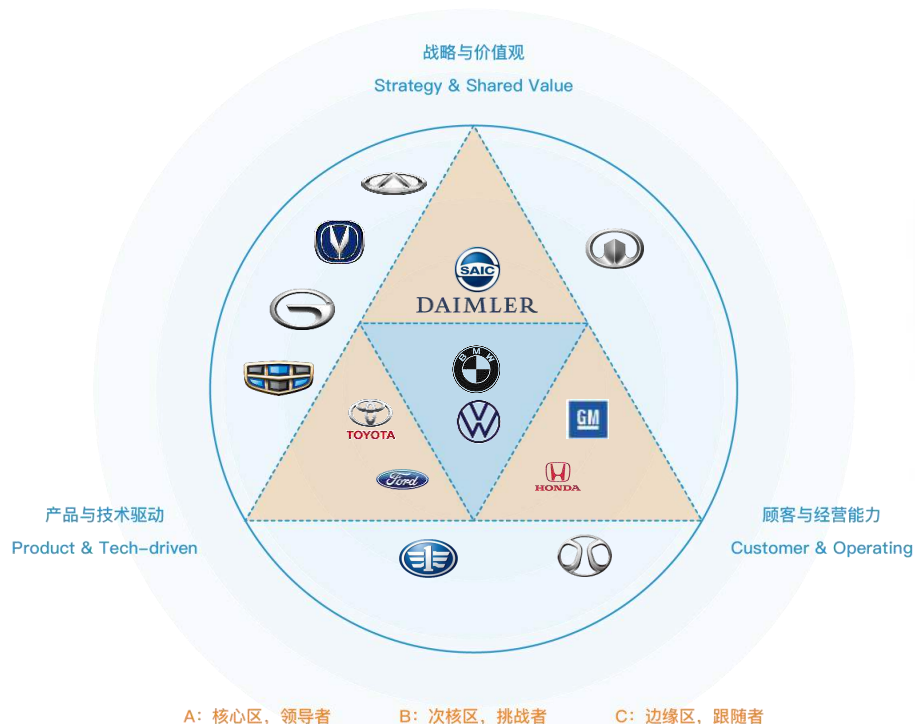 战略与价值观
Strategy & Shared Value
SAIC
DAIMLER
BMW
VW
TOYOTA
GM
Ford
HONDA
产品与技术驱动
Product & Tech-driven
顾客与经营能力
Customer & Operating
A：核心区，领导者
B：次核区，挑战者
C：边缘区，跟随者